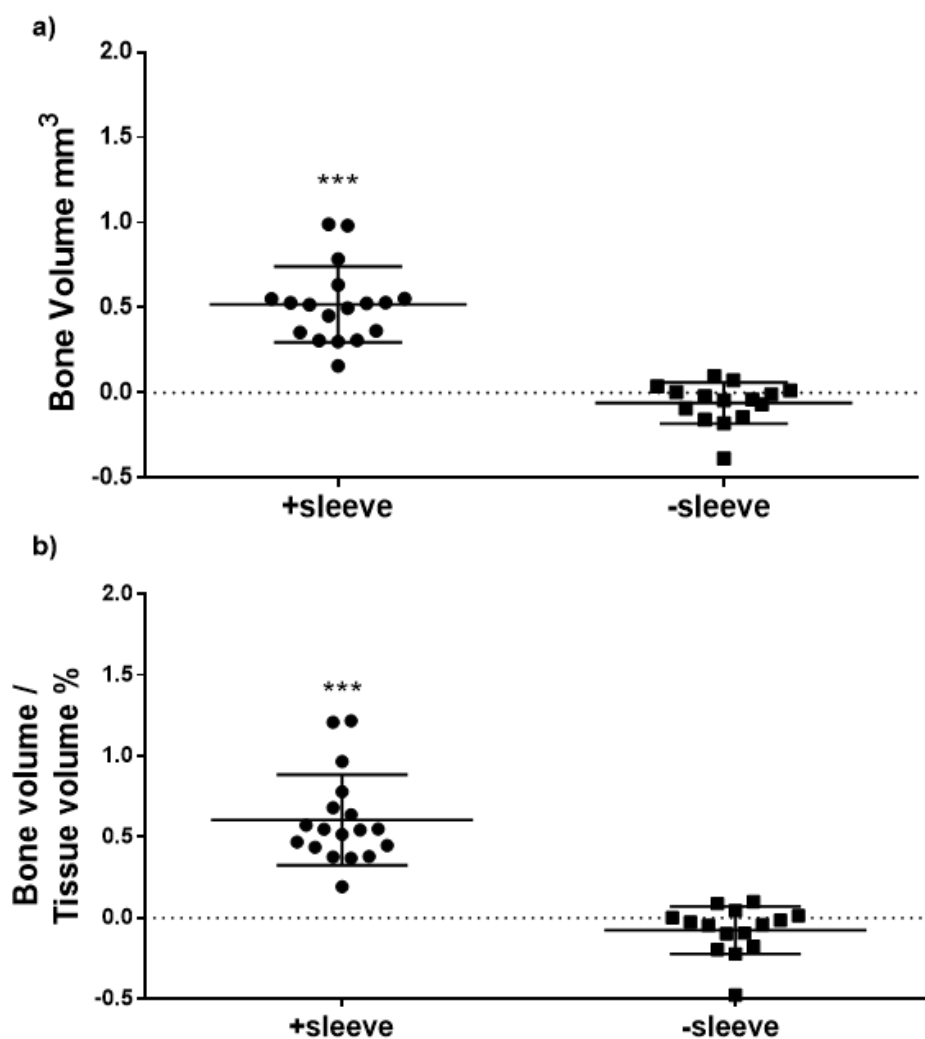 a)
Bone Volume mm³
2.0
1.5
1.0
0.5
0.0
-0.5
***
+sleeve
-sleeve
b)
Bone volume /
Tissue volume %
2.0
1.5
1.0
0.5
0.0
-0.5
***
+sleeve
-sleeve